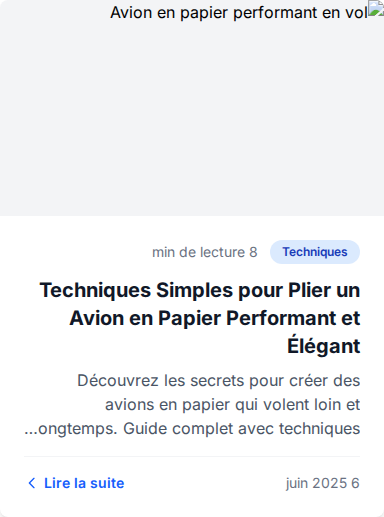 Avion en papier performant en vol
min de lecture 8
Techniques
Techniques Simples pour Plier un
Avion en Papier Performant et
Élégant
Découvrez les secrets pour créer des
avions en papier qui volent loin et
...ongtemps. Guide complet avec techniques
Lire la suite
juin 2025 6